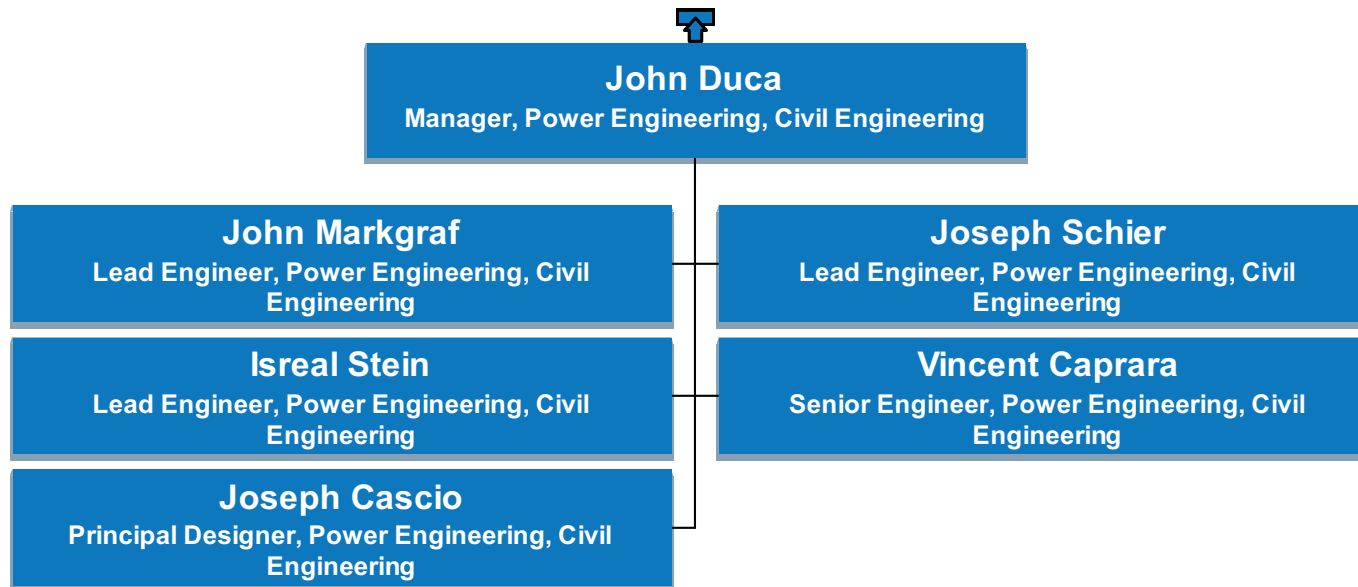 John Duca
Manager, Power Engineering, Civil Engineering
John Markgraf
Lead Engineer, Power Engineering, Civil
Engineering
Joseph Schier
Lead Engineer, Power Engineering, Civil
Engineering
Isreal Stein
Lead Engineer, Power Engineering, Civil
Engineering
Vincent Caprara
Senior Engineer, Power Engineering, Civil
Engineering
Joseph Cascio
Principal Designer, Power Engineering, Civil
Engineering